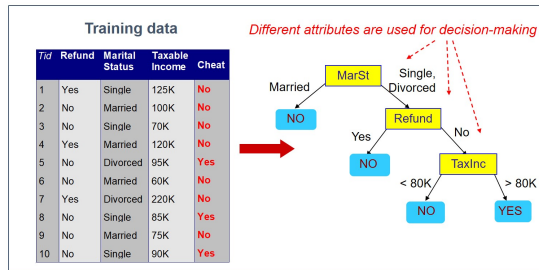 Training data
Tid Refund Marital Status Taxable Income Cheat
1 Yes Single 125K No
2 No Married 100K No
3 No Single 70K No
4 Yes Married 120K No
5 No Divorced 95K Yes
6 No Married 60K No
7 Yes Divorced 220K No
8 No Single 85K Yes
9 No Married 75K No
10 No Single 90K Yes
Different attributes are used for decision-making
MarSt
Married
Single,
Divorced
NO
Refund
Yes
No
NO
TaxInc
< 80K
> 80K
NO
YES